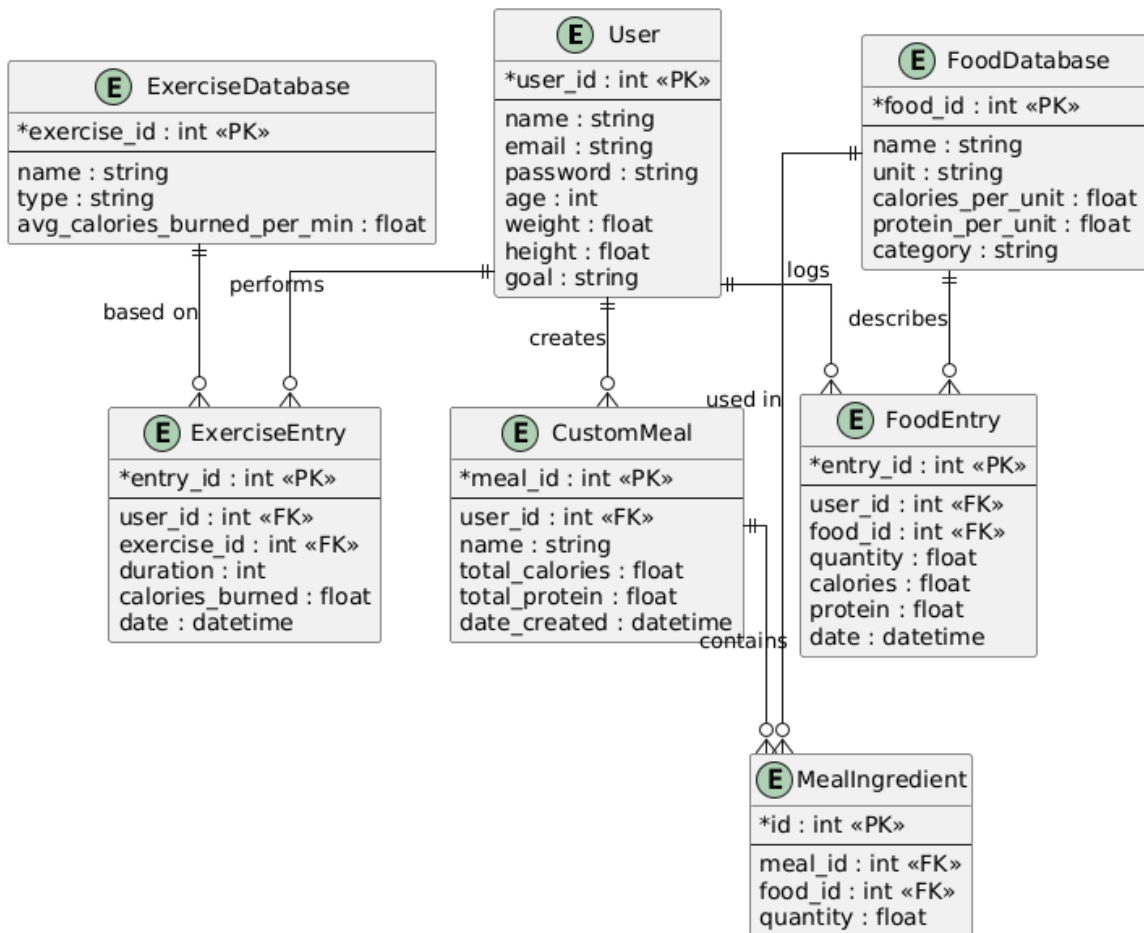 E ExerciseDatabase
*exercise_id : int «PK»
name : string
type : string
avg_calories_burned_per_min : float
E User
*user_id : int «PK»
name : string
email : string
password : string
age : int
weight : float
height : float
goal : string
E FoodDatabase
*food_id : int «PK»
name : string
unit : string
calories_per_unit : float
protein_per_unit : float
category : string
based on
performs
creates
logs
describes
used in
contains
E ExerciseEntry
*entry_id : int «PK»
user_id : int «FK»
exercise_id : int «FK»
duration : int
calories_burned : float
date : datetime
E CustomMeal
*meal_id : int «PK»
user_id : int «FK»
name : string
total_calories : float
total_protein : float
date_created : datetime
E FoodEntry
*entry_id : int «PK»
user_id : int «FK»
food_id : int «FK»
quantity : float
calories : float
protein : float
date : datetime
E MealIngredient
*id : int «PK»
meal_id : int «FK»
food_id : int «FK»
quantity : float